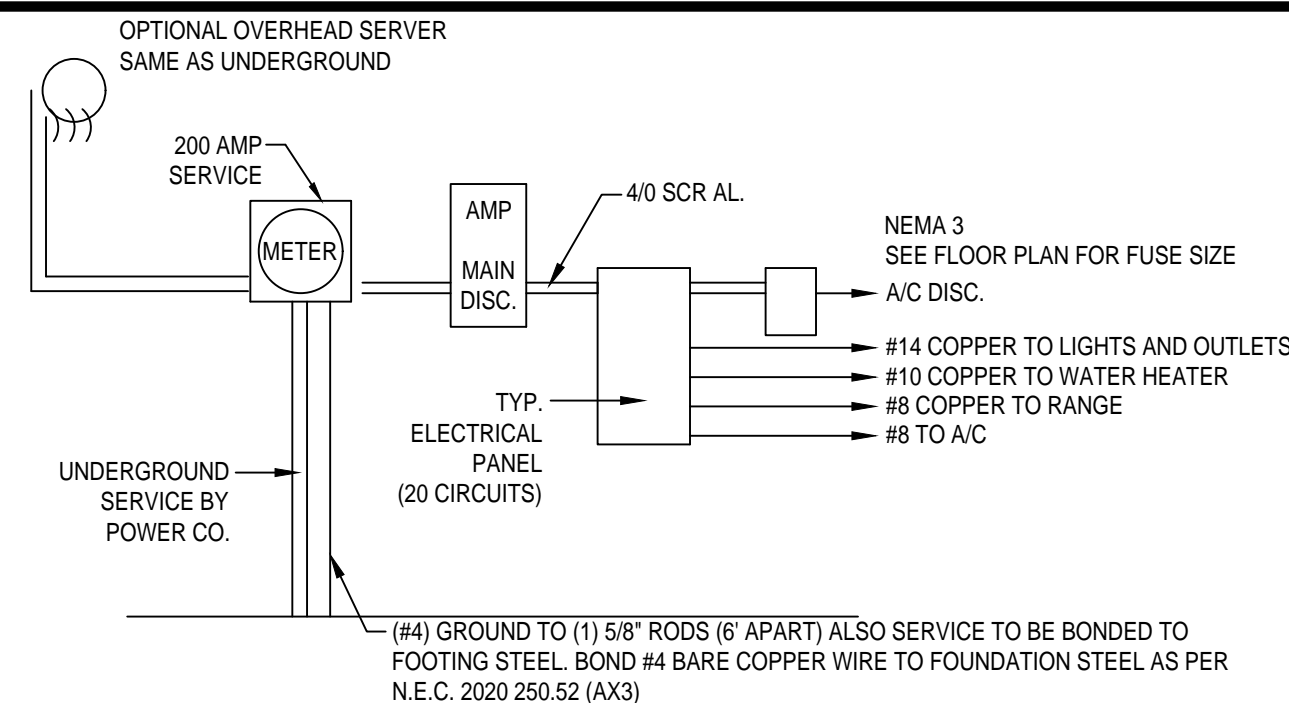 OPTIONAL OVERHEAD SERVER
SAME AS UNDERGROUND
200 AMP
SERVICE
METER
AMP
MAIN
DISC.
4/0 SCR AL.
NEMA 3
SEE FLOOR PLAN FOR FUSE SIZE
A/C DISC.
#14 COPPER TO LIGHTS AND OUTLETS
#10 COPPER TO WATER HEATER
#8 COPPER TO RANGE
#8 TO A/C
TYP.
ELECTRICAL
PANEL
(20 CIRCUITS)
UNDERGROUND
SERVICE BY
POWER CO.
(#4) GROUND TO (1) 5/8" RODS (6' APART) ALSO SERVICE TO BE BONDED TO
FOOTING STEEL. BOND #4 BARE COPPER WIRE TO FOUNDATION STEEL AS PER
N.E.C. 2020 250.52 (AX3)